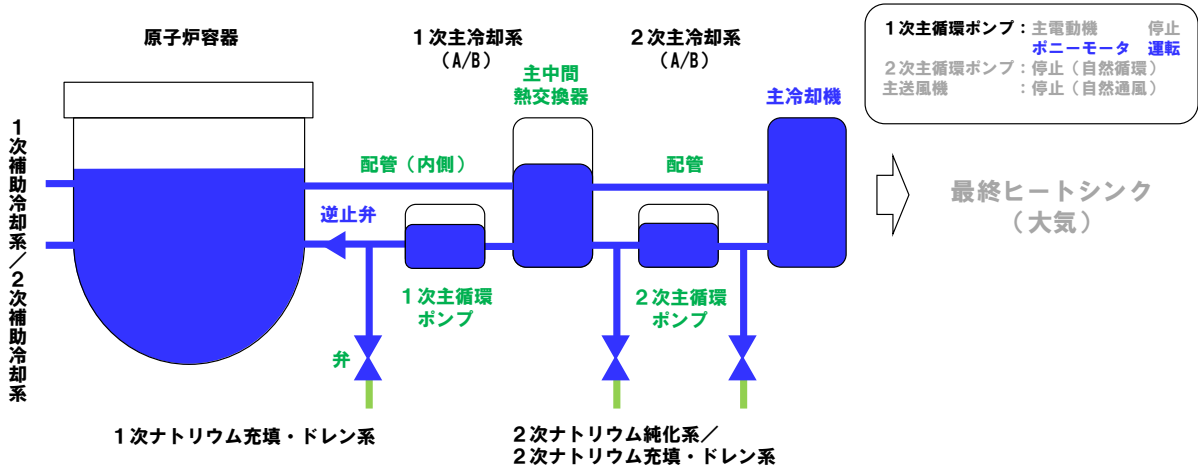 原子炉容器
1次主冷却系
(A/B)
2次主冷却系
(A/B)
1次主循環ポンプ：主電動機　停止
ポニーモータ　運転
2次主循環ポンプ：停止（自然循環）
主送風機　：停止（自然通風）
主中間
熱交換器
主冷却機
1次補助冷却系／2次補助冷却系
配管（内側）
配管
逆止弁
最終ヒートシンク
（大気）
1次主循環
ポンプ
2次主循環
ポンプ
弁
1次ナトリウム充填・ドレン系
2次ナトリウム純化系／
2次ナトリウム充填・ドレン系